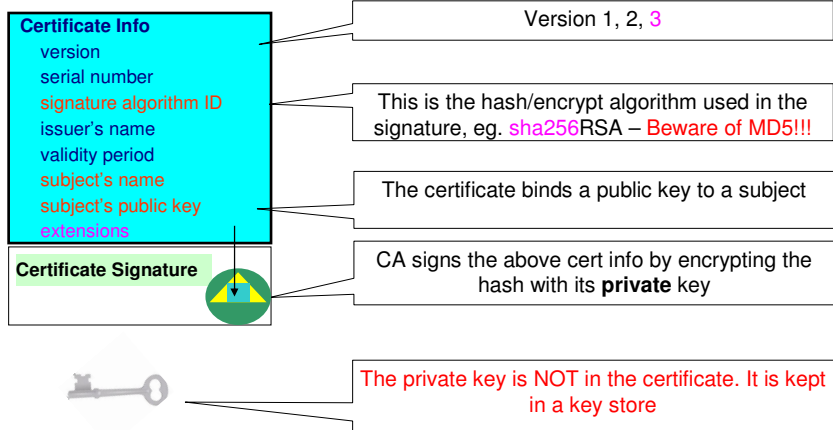 Certificate Info
version
serial number
signature algorithm ID
issuer's name
validity period
subject's name
subject's public key
extensions
Certificate Signature
Version 1, 2, 3
This is the hash/encrypt algorithm used in the
signature, eg. sha256RSA – Beware of MD5!!!
The certificate binds a public key to a subject
CA signs the above cert info by encrypting the
hash with its private key
The private key is NOT in the certificate. It is kept
in a key store